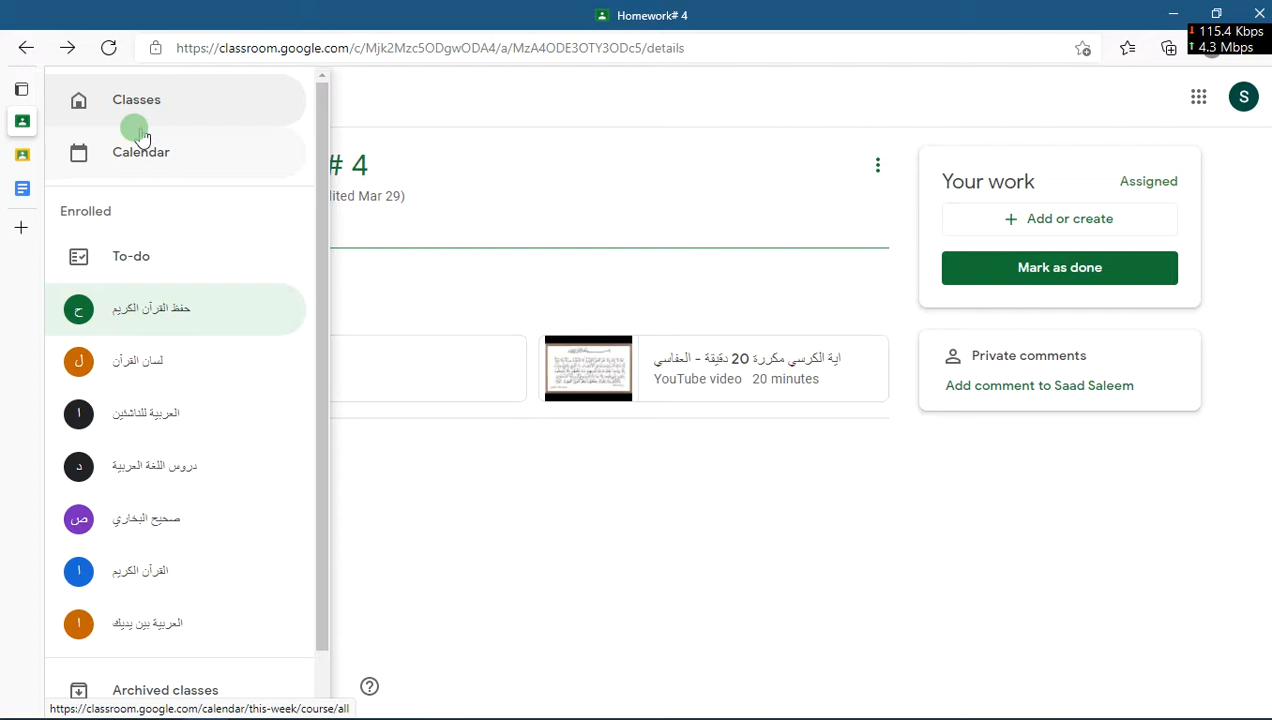 Homework# 4
115.4 Kbps
4.3 Mbps
https://classroom.google.com/c/Mjk2Mzc5ODgwODA4/a/MzA4ODE3OTY3ODc5/details
S
Classes
Calendar
Enrolled
To-do
ح حفظ القرآن الكريم
ل لسان القرأن
ا العربية للناشئين
د دروس اللغة العربية
ص صحيح البخاري
ا القرآن الكريم
ا العربية بين يديك
Archived classes
https://classroom.google.com/calendar/this-week/course/all
# 4
ited Mar 29)
اية الكرسي مكررة 20 دقيقة - العفاسي
YouTube video 20 minutes
Your work Assigned
+ Add or create
Mark as done
Private comments
Add comment to Saad Saleem